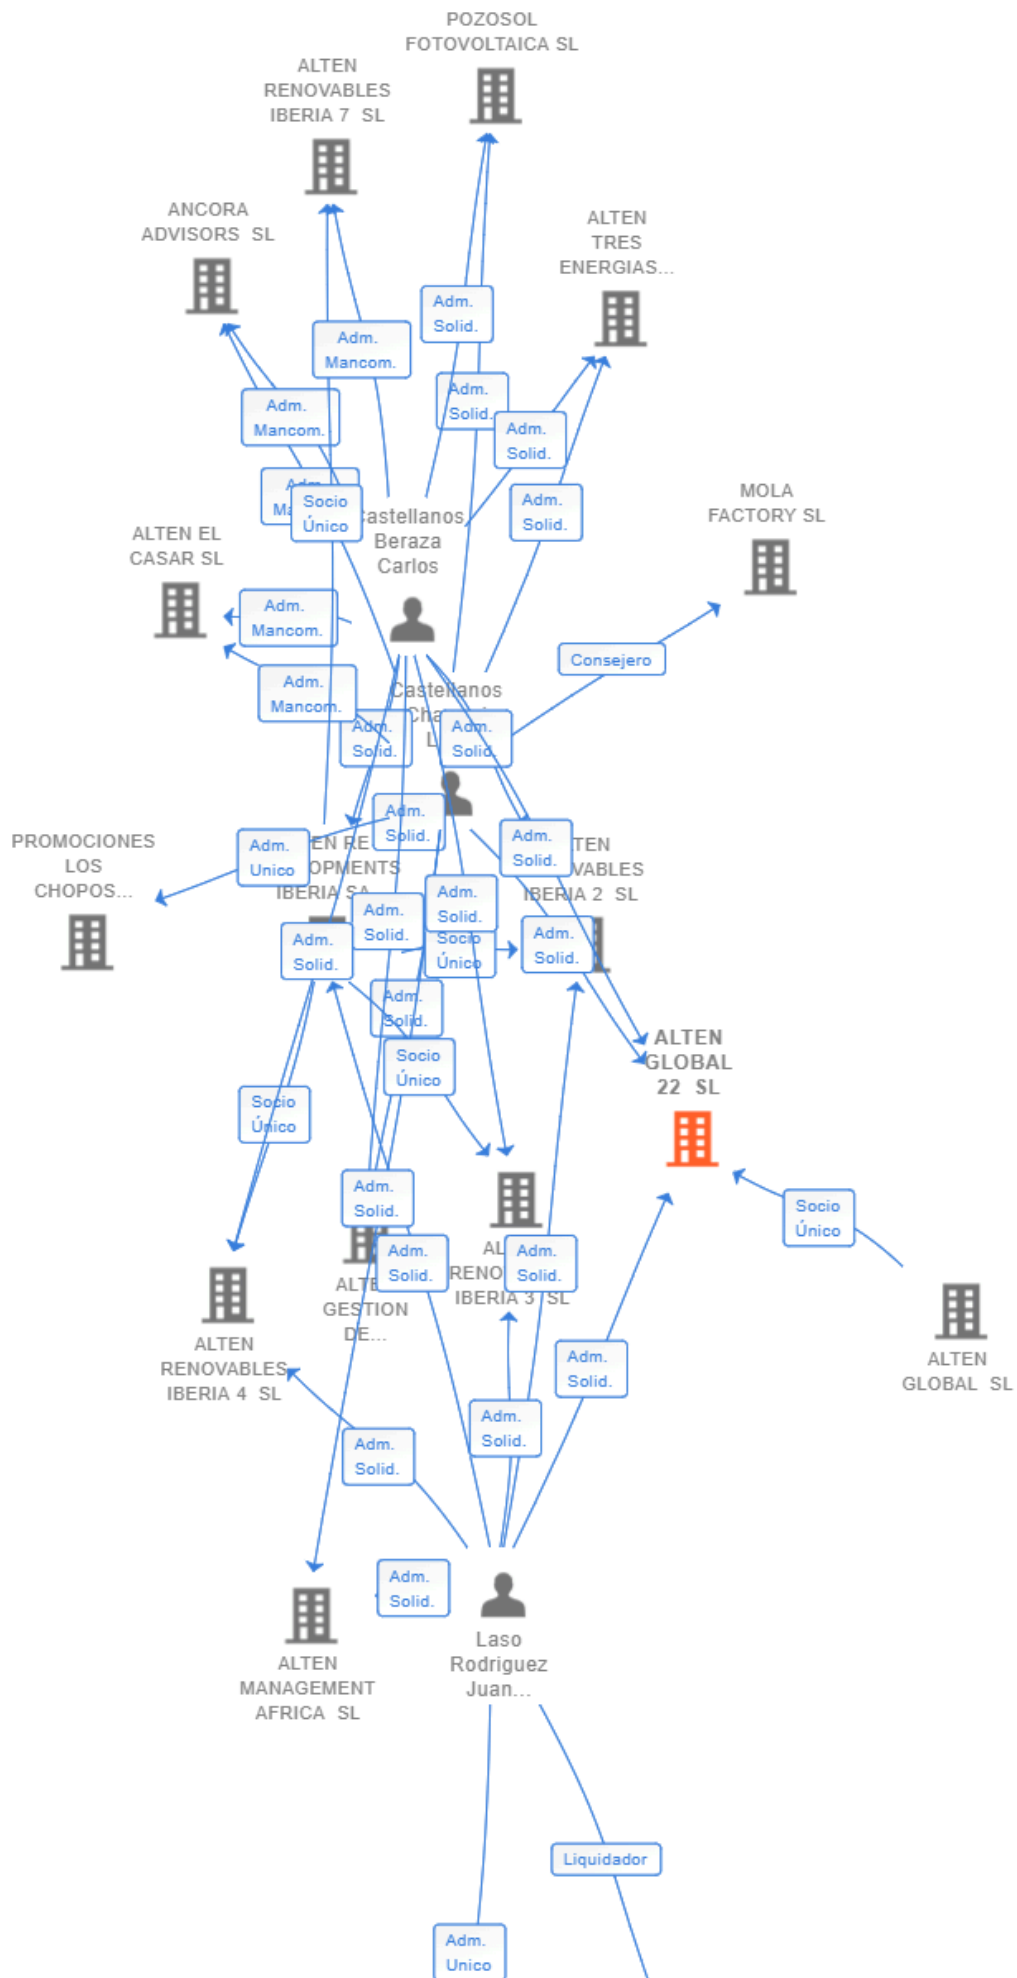 POZOSOL
FOTOVOLTAICA SL
ALTEN
RENOVABLES
IBERIA 7 SL
ANCORA
ADVISORS SL
ALTEN
TRES
ENERGIAS...
Adm.
Solid.
Adm.
Mancom.
Adm.
Solid.
Adm.
Mancom.
Adm.
Solid.
Socio
Único
Adm.
Solid.
MOLA
FACTORY SL
Castellanos
Beraza
Carlos
ALTEN EL
CASAR SL
Adm.
Mancom.
Consejero
Adm.
Mancom.
Castellanos
Adm.
Solid.
Adm.
Solid.
Adm.
Solid.
PROMOCIONES
LOS
CHOPOS...
Adm.
Unico
IBERIA SA
Adm.
Solid.
IBERIA 2 SL
Adm.
Solid.
Adm.
Solid.
Adm.
Solid.
Adm.
Solid.
Socio
Único
Adm.
Solid.
ALTEN
GLOBAL
22 SL
Socio
Único
Socio
Único
Adm.
Solid.
Socio
Único
Adm.
Solid.
Adm.
Solid.
IBERIA 3 SL
GESTION
DE...
ALTEN
RENOVABLES
IBERIA 4 SL
ALTEN
GLOBAL SL
Adm.
Solid.
Adm.
Solid.
Adm.
Solid.
Adm.
Solid.
Laso
Rodriguez
Juan...
ALTEN
MANAGEMENT
AFRICA SL
Liquidador
Adm.
Unico